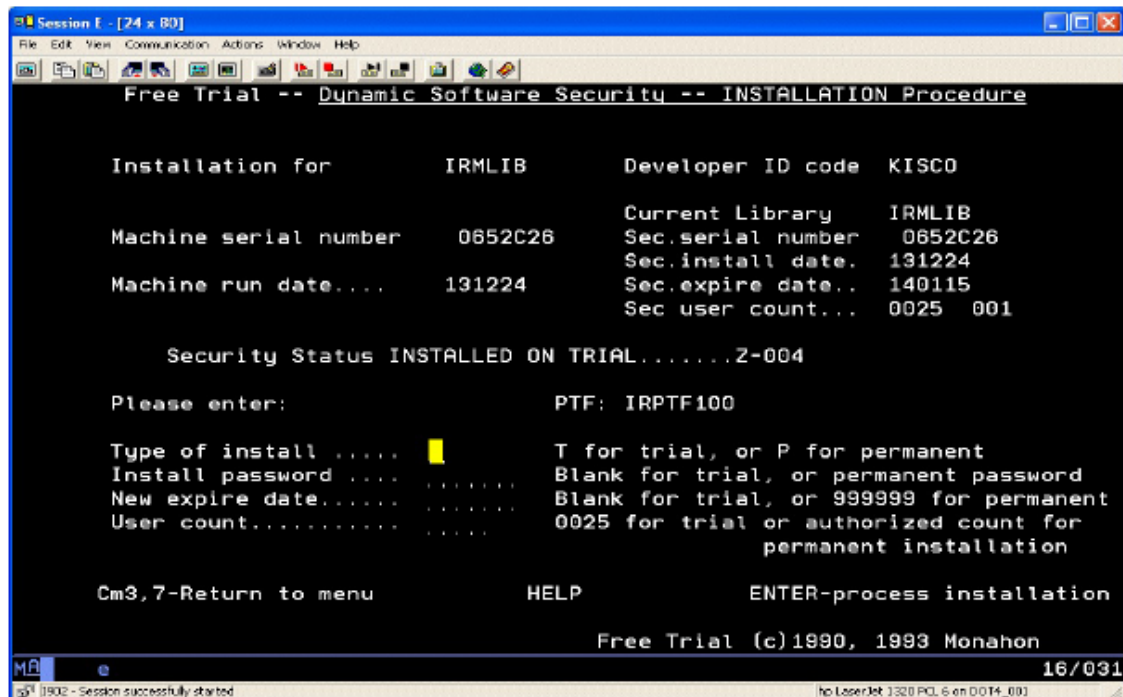 Session E - [24 x 80]
File Edit View Communication Actions Window Help
Free Trial -- Dynamic Software Security -- INSTALLATION Procedure
Installation for IRMLIB Developer ID code KISCO
Current Library IRMLIB
Machine serial number 0652C26 Sec.serial number 0652C26
Sec.install date. 131224
Machine run date.... 131224 Sec.expire date.. 140115
Sec user count... 0025 001
Security Status INSTALLED ON TRIAL.......Z-004
Please enter: PTF: IRPTF100
Type of install ..... T for trial, or P for permanent
Install password .... Blank for trial, or permanent password
New expire date...... Blank for trial, or 999999 for permanent
User count........... 0025 for trial or authorized count for
permanent installation
Cm3,7-Return to menu HELP ENTER-process installation
Free Trial (c)1990, 1993 Monahon
MA e 16/031
I902 - Session successfully started hp LaserJet 1320 PCL 6 on DOT4_001